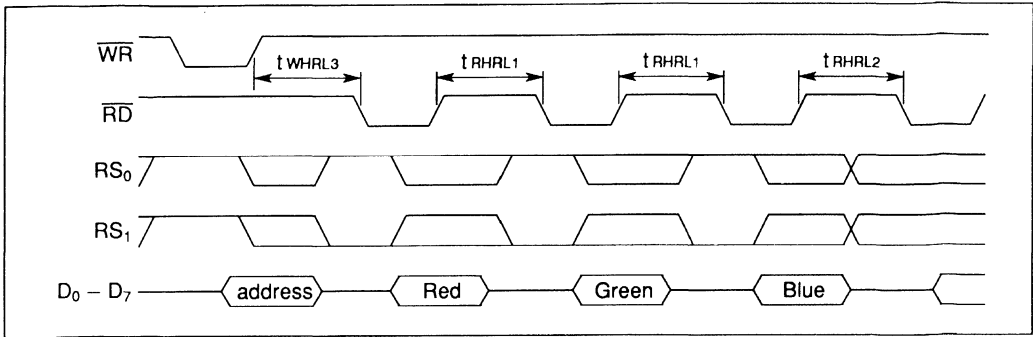 WR
t WHRL3 t RHRL1 t RHRL1 t RHRL2
RD
RS0
RS1
D0 – D7 address Red Green Blue